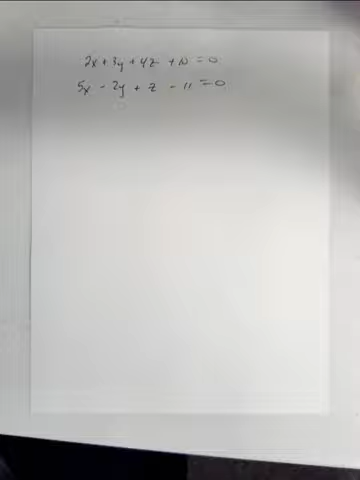 2x + 3y + 4z + 10 = 0
5x - 2y + z - 11 = 0